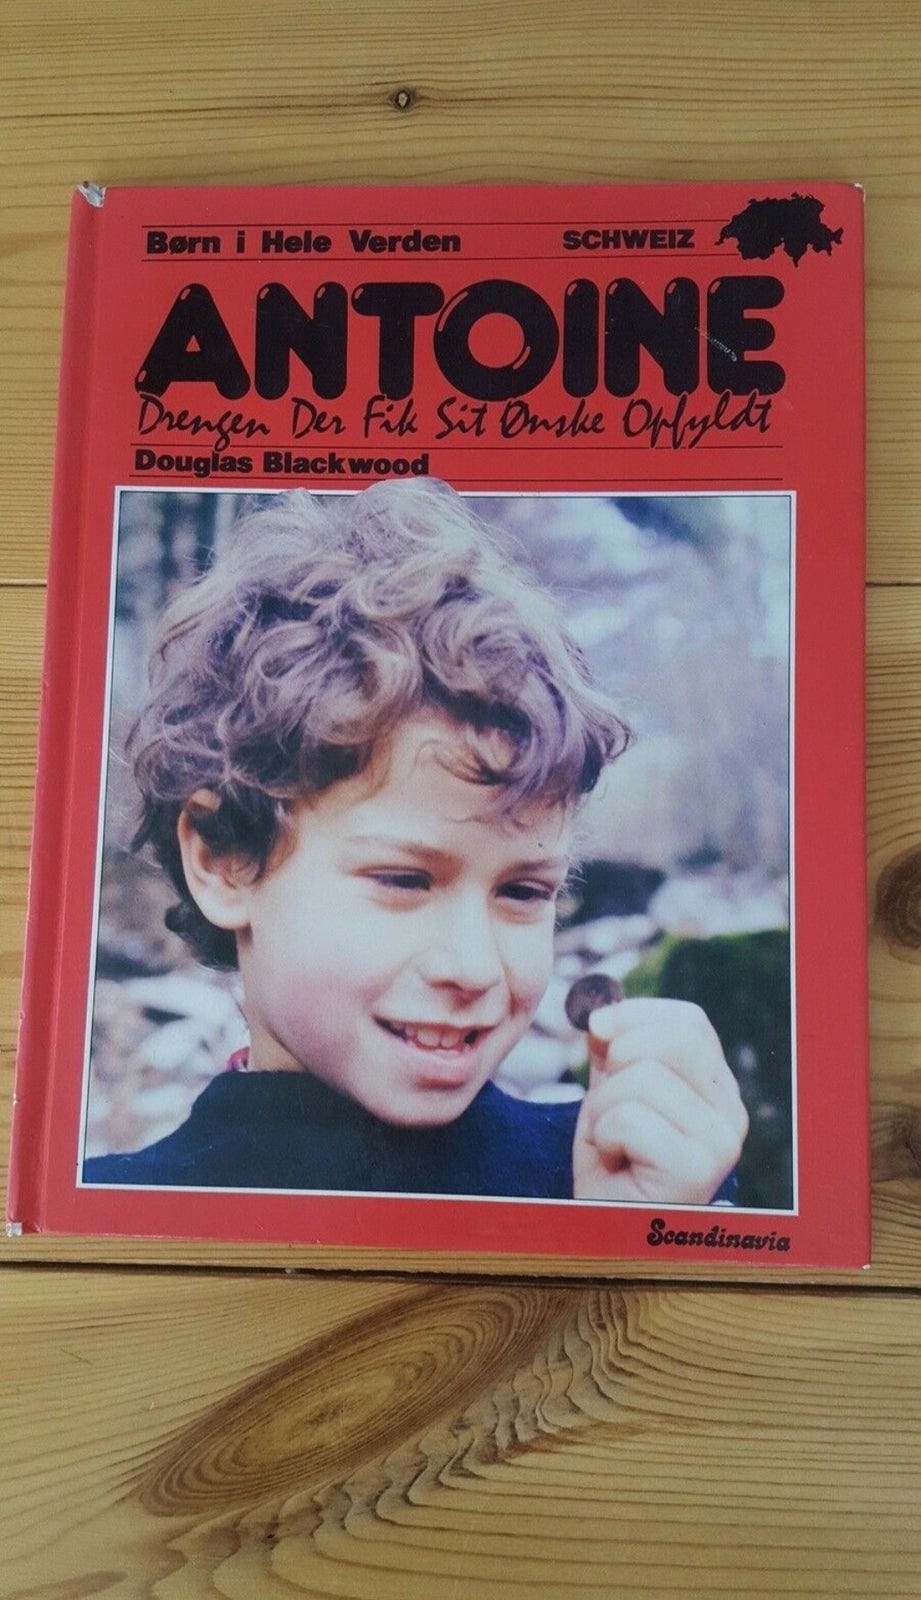 Børn i Hele Verden SCHWEIZ
ANTOINE
Drengen Der Fik Sit Ønske Opfyldt
Douglas Blackwood
Scandinavia